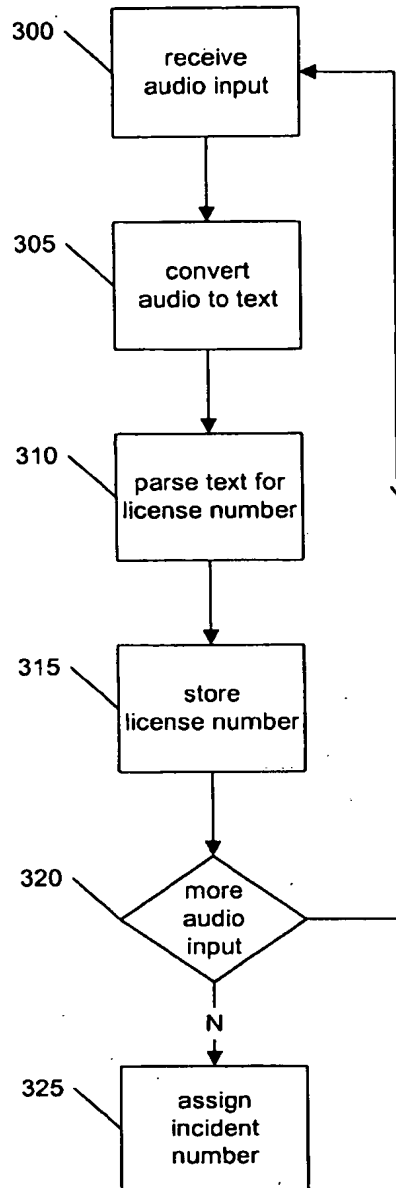 300
receive
audio input
305
convert
audio to text
310
parse text for
license number
315
store
license number
320
more
audio
input
N
325
assign
incident
number